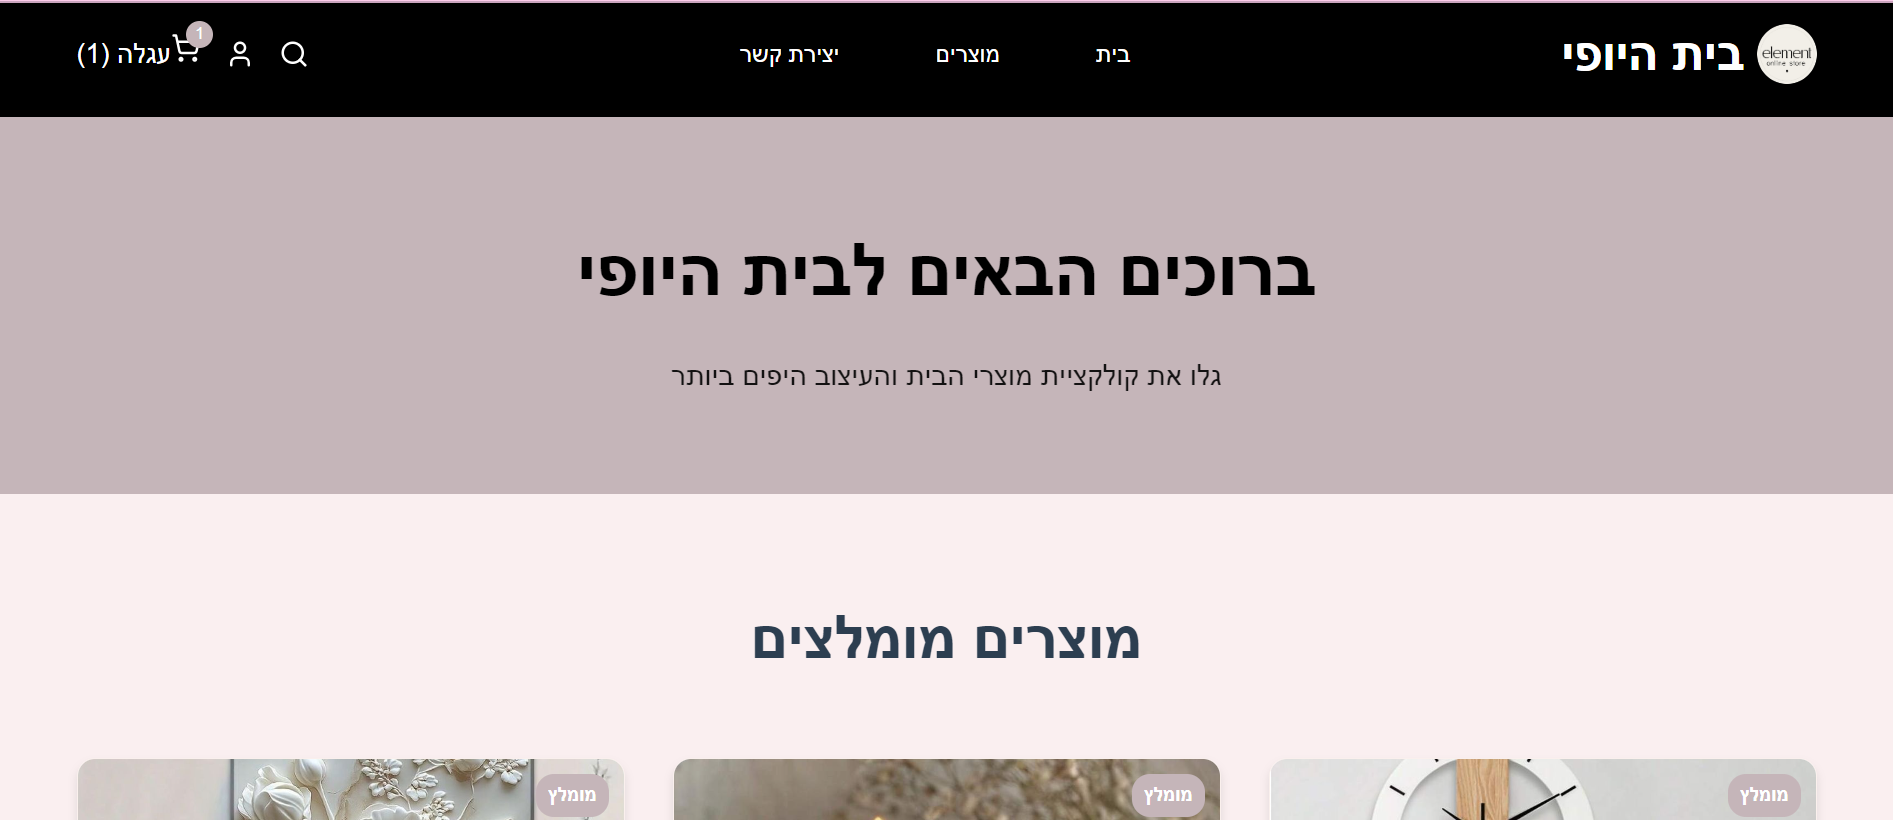 element
online store
בית היופי
בית
מוצרים
יצירת קשר
1
עגלה (1)
ברוכים הבאים לבית היופי
גלו את קולקציית מוצרי הבית והעיצוב היפים ביותר
מוצרים מומלצים
מומלץ
מומלץ
מומלץ